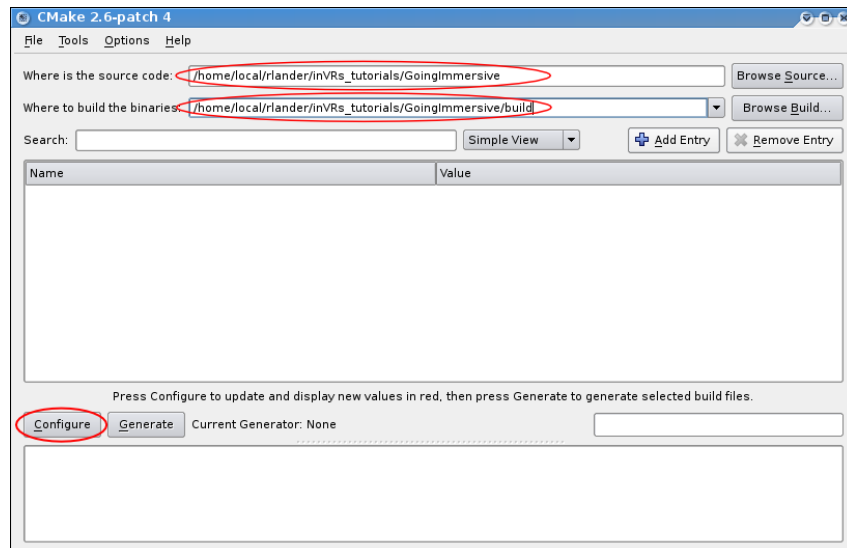 CMake 2.6-patch 4
File Tools Options Help
Where is the source code: /home/local/rlander/inVRs_tutorials/GoingImmersive Browse Source...
Where to build the binaries: /home/local/rlander/inVRs_tutorials/GoingImmersive/build Browse Build...
Search: Simple View Add Entry Remove Entry
Name Value
Press Configure to update and display new values in red, then press Generate to generate selected build files.
Configure Generate Current Generator: None